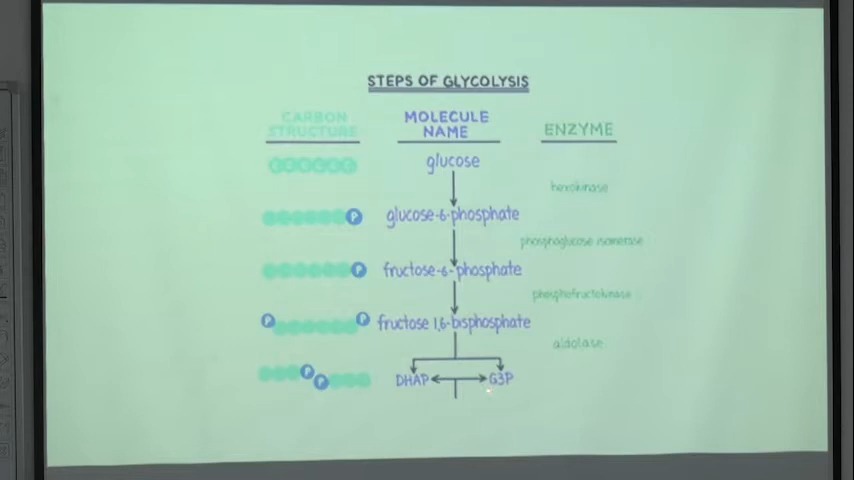 STEPS OF GLYCOLYSIS
CARBON STRUCTURE
MOLECULE NAME
ENZYME
glucose
hexokinase
P
glucose-6-phosphate
phosphoglucose isomerase
P
fructose-6-phosphate
phosphofructokinase
P
P
fructose 1,6-bisphosphate
aldolase
P
P
DHAP
G3P